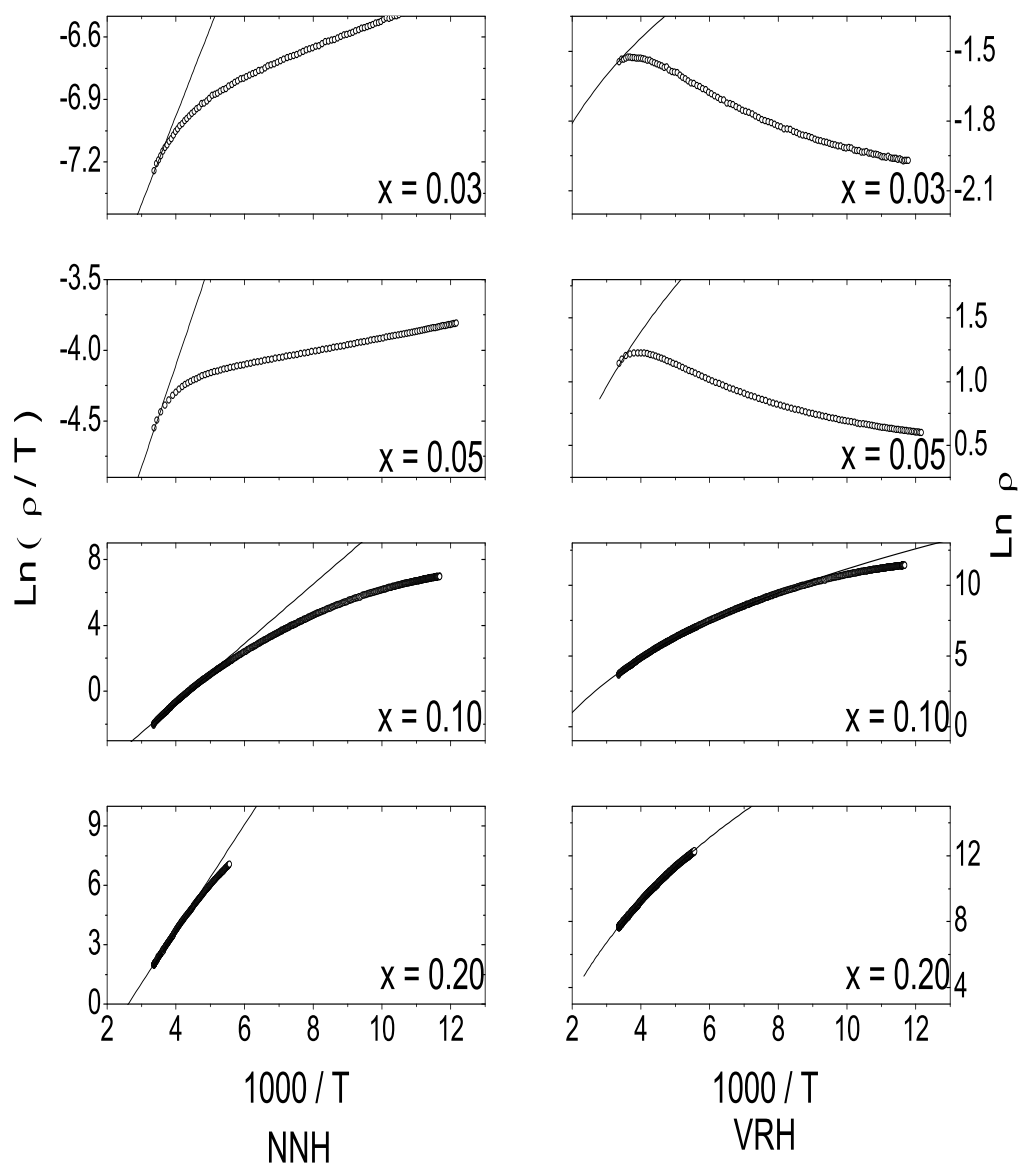 -6.6
-6.9
-7.2
x = 0.03
-1.5
-1.8
-2.1
x = 0.03
-3.5
-4.0
-4.5
x = 0.05
1.5
1.0
0.5
x = 0.05
Ln ( ρ / T )
Ln ρ
8
4
0
x = 0.10
10
5
0
x = 0.10
9
6
3
0
x = 0.20
12
8
4
x = 0.20
2 4 6 8 10 12
2 4 6 8 10 12
1000 / T
1000 / T
NNH
VRH